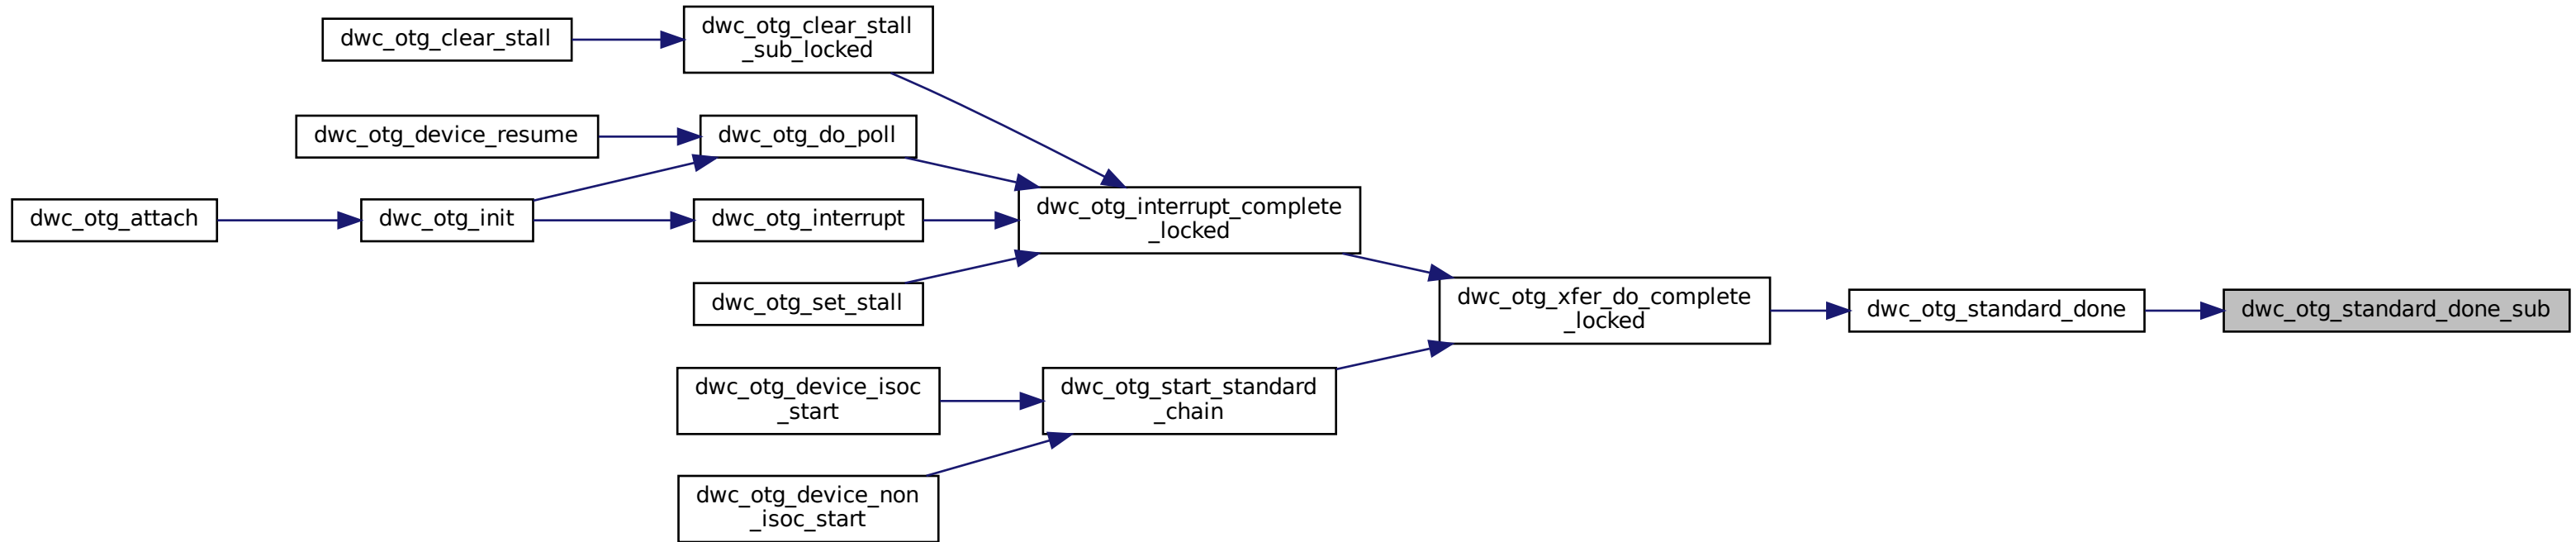 dwc_otg_clear_stall
dwc_otg_clear_stall
_sub_locked
dwc_otg_device_resume
dwc_otg_do_poll
dwc_otg_attach
dwc_otg_init
dwc_otg_interrupt
dwc_otg_interrupt_complete
_locked
dwc_otg_set_stall
dwc_otg_xfer_do_complete
_locked
dwc_otg_standard_done
dwc_otg_standard_done_sub
dwc_otg_device_isoc
_start
dwc_otg_start_standard
_chain
dwc_otg_device_non
_isoc_start